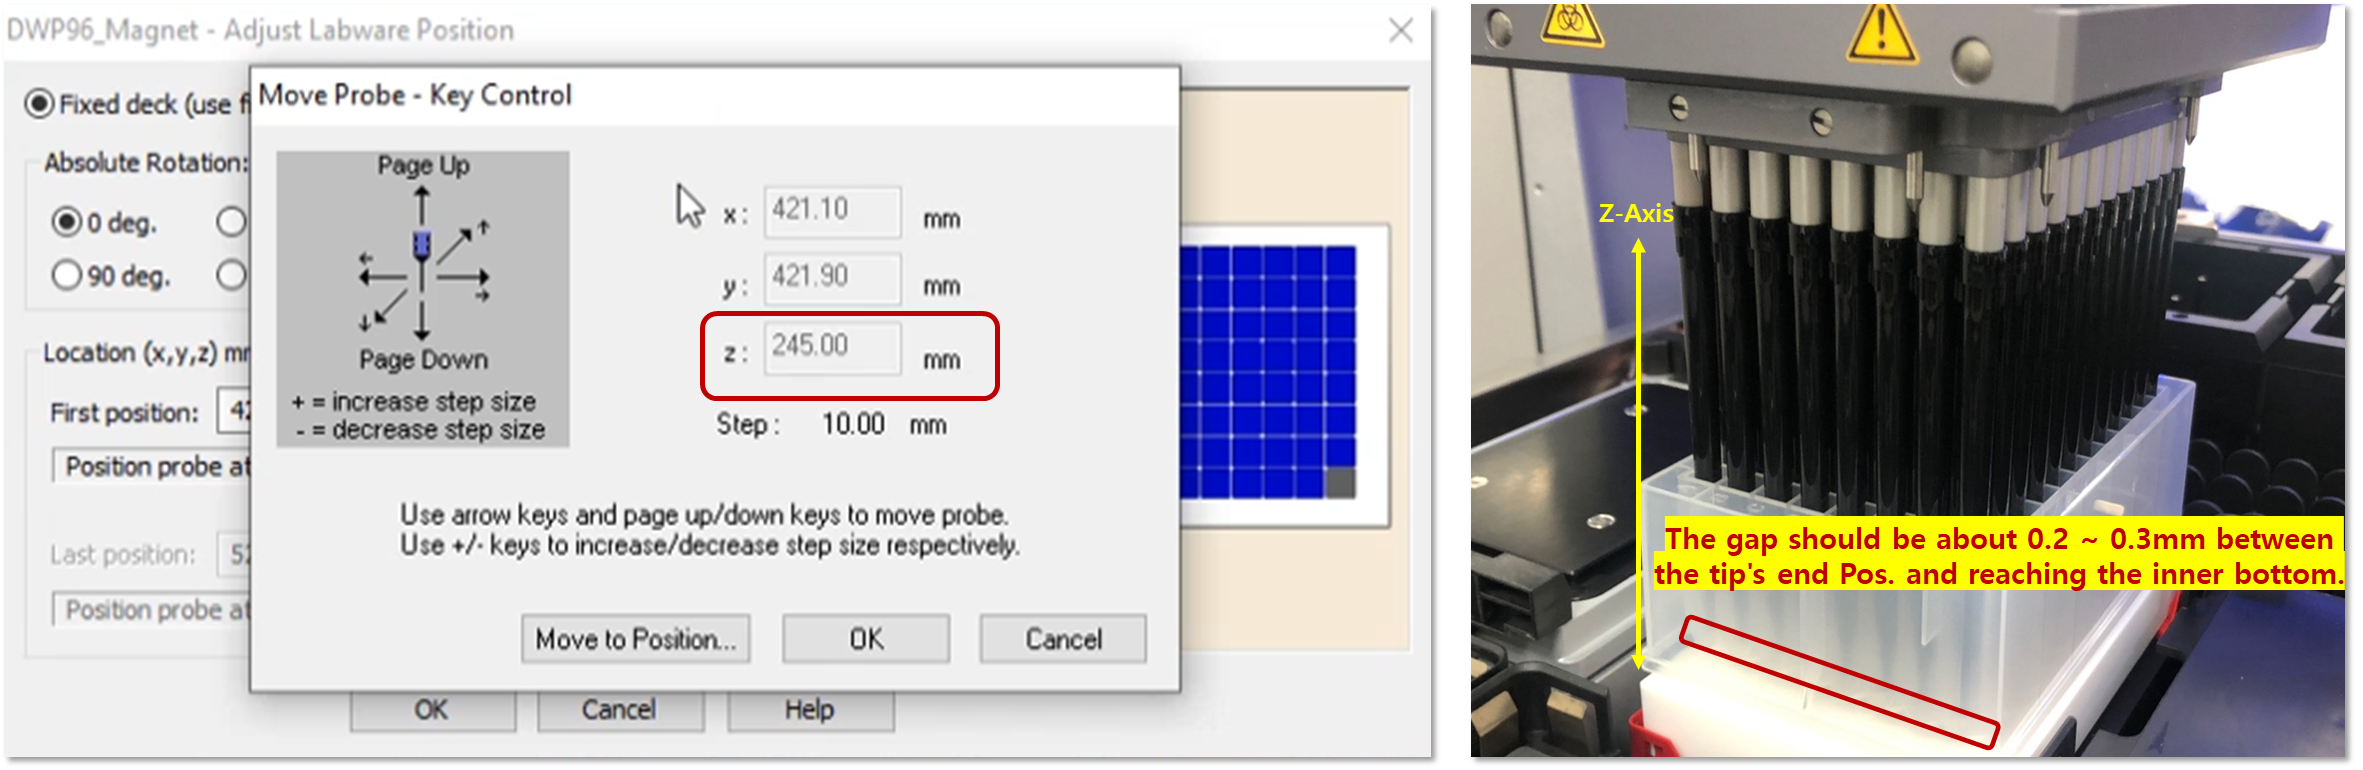 DWP96_Magnet - Adjust Labware Position
Fixed deck (use fi
Absolute Rotation:
0 deg.
90 deg.
Location (x,y,z) mr
First position: 42
Position probe at
Last position: 52
Position probe at
OK Cancel Help
Move Probe - Key Control
Page Up
Page Down
+ = increase step size
- = decrease step size
x: 421.10 mm
y: 421.90 mm
z: 245.00 mm
Step: 10.00 mm
Use arrow keys and page up/down keys to move probe.
Use +/- keys to increase/decrease step size respectively.
Move to Position... OK Cancel
Z-Axis
The gap should be about 0.2 ~ 0.3mm between
the tip's end Pos. and reaching the inner bottom.